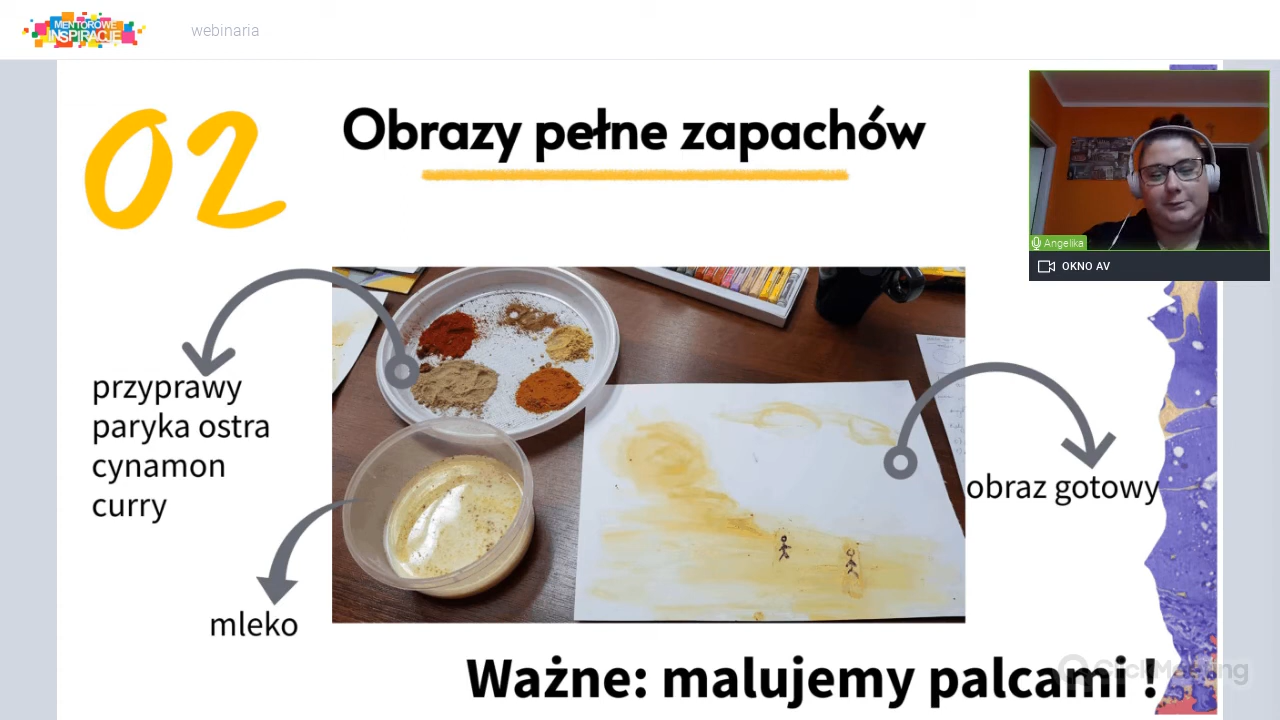 MENTOROWE
INSPIRACJE
webinaria
02
Obrazy pełne zapachów
Angelika
OKNO AV
przyprawy
paryka ostra
cynamon
curry
obraz gotowy
mleko
Ważne: malujemy palcami !
ClickMeeting